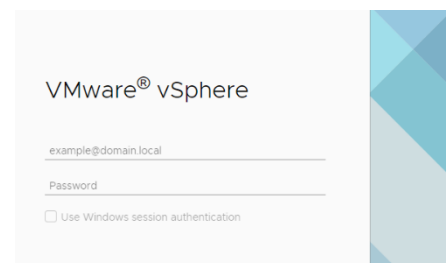 VMware® vSphere
example@domain.local
Password
Use Windows session authentication